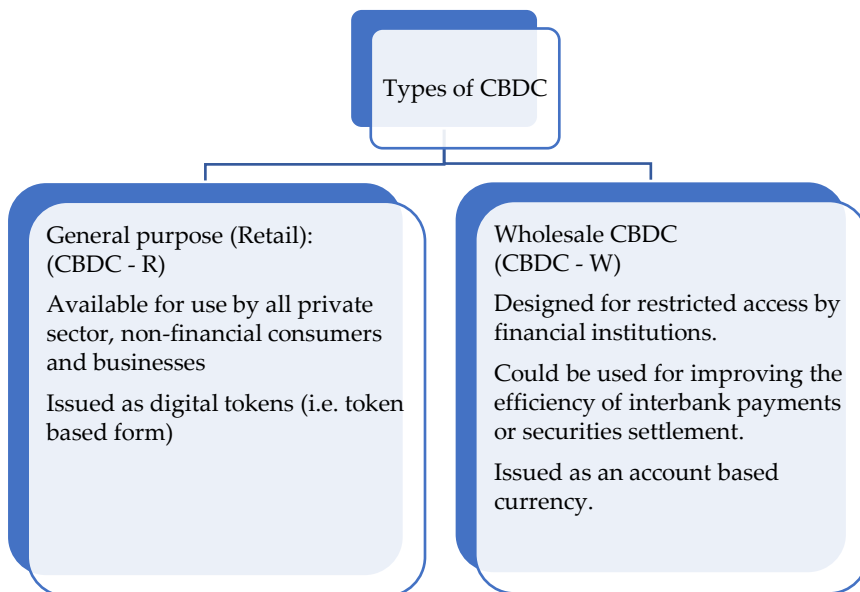 Types of CBDC
General purpose (Retail):
(CBDC - R)
Available for use by all private
sector, non-financial consumers
and businesses
Issued as digital tokens (i.e. token
based form)
Wholesale CBDC
(CBDC - W)
Designed for restricted access by
financial institutions.
Could be used for improving the
efficiency of interbank payments
or securities settlement.
Issued as an account based
currency.